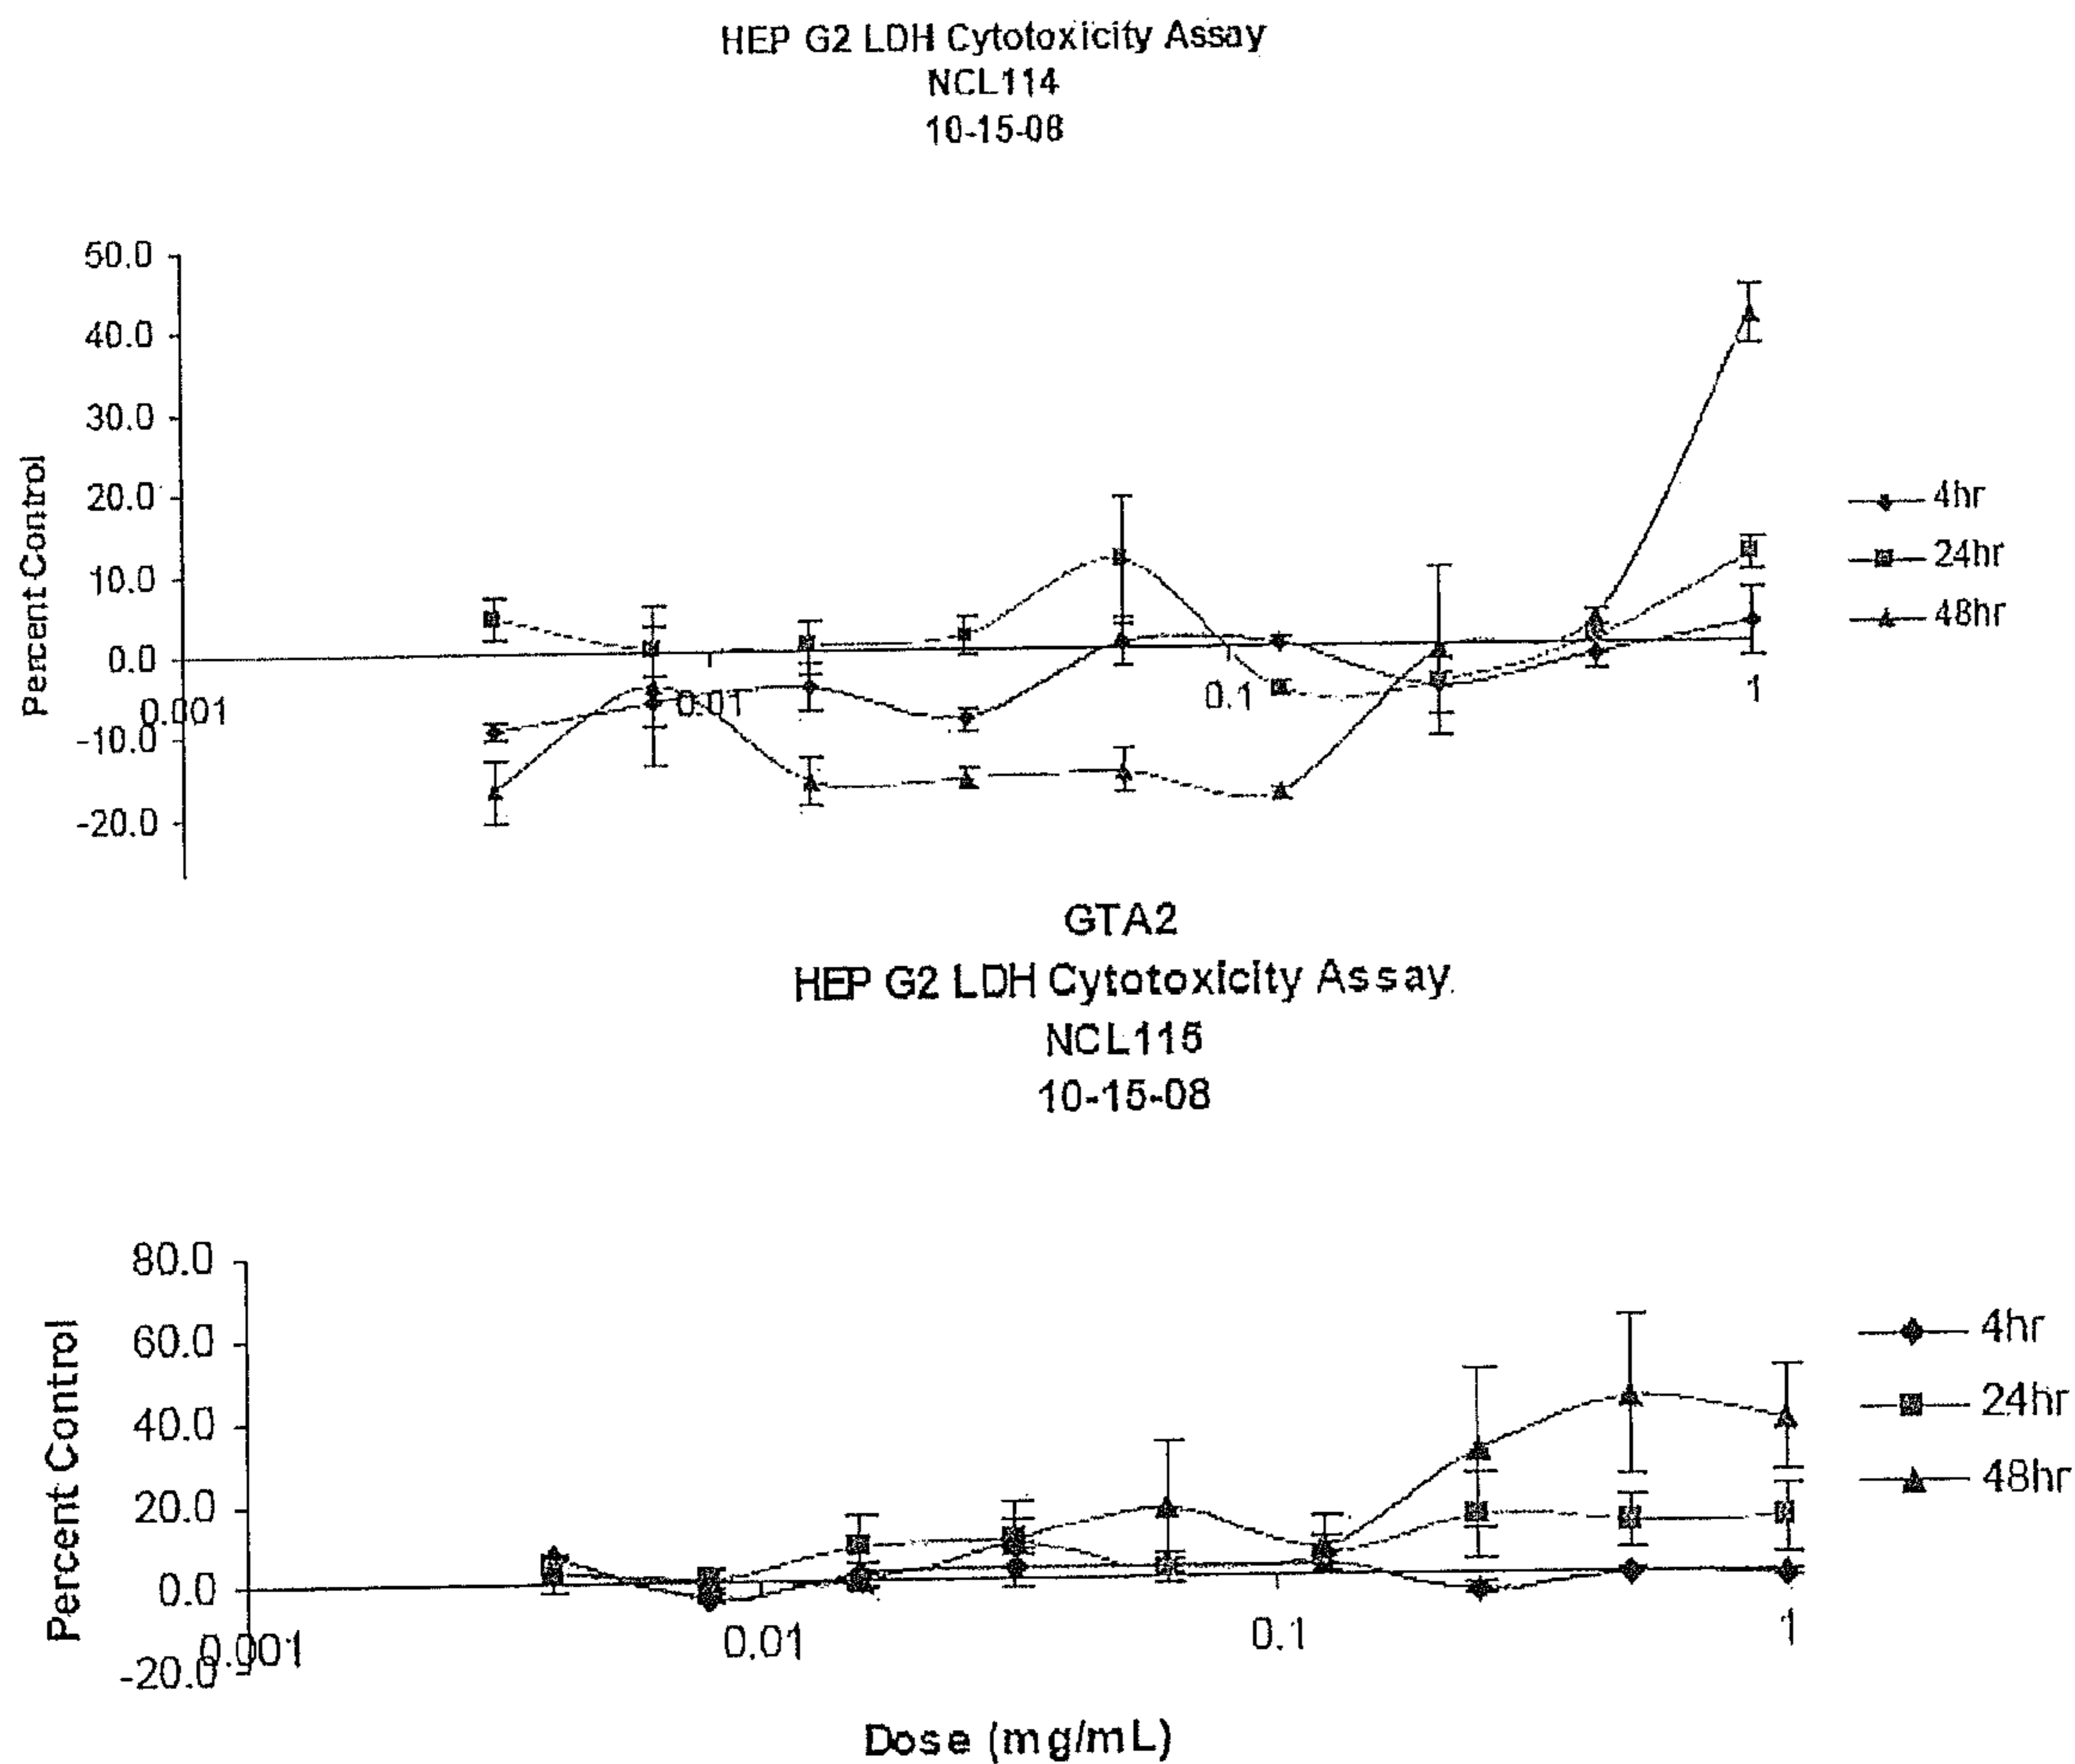 HEP G2 LDH Cytotoxicity Assay
NCL114
10-15-08
50.0
40.0
30.0
20.0
10.0
0.0
-10.0
-20.0
Percent Control
0.001
0.01
0.1
1
4hr
24hr
48hr
GTA2
HEP G2 LDH Cytotoxicity Assay
NCL115
10-15-08
80.0
60.0
40.0
20.0
0.0
-20.0
Percent Control
0.001
0.01
0.1
1
4hr
24hr
48hr
Dose (mg/mL)